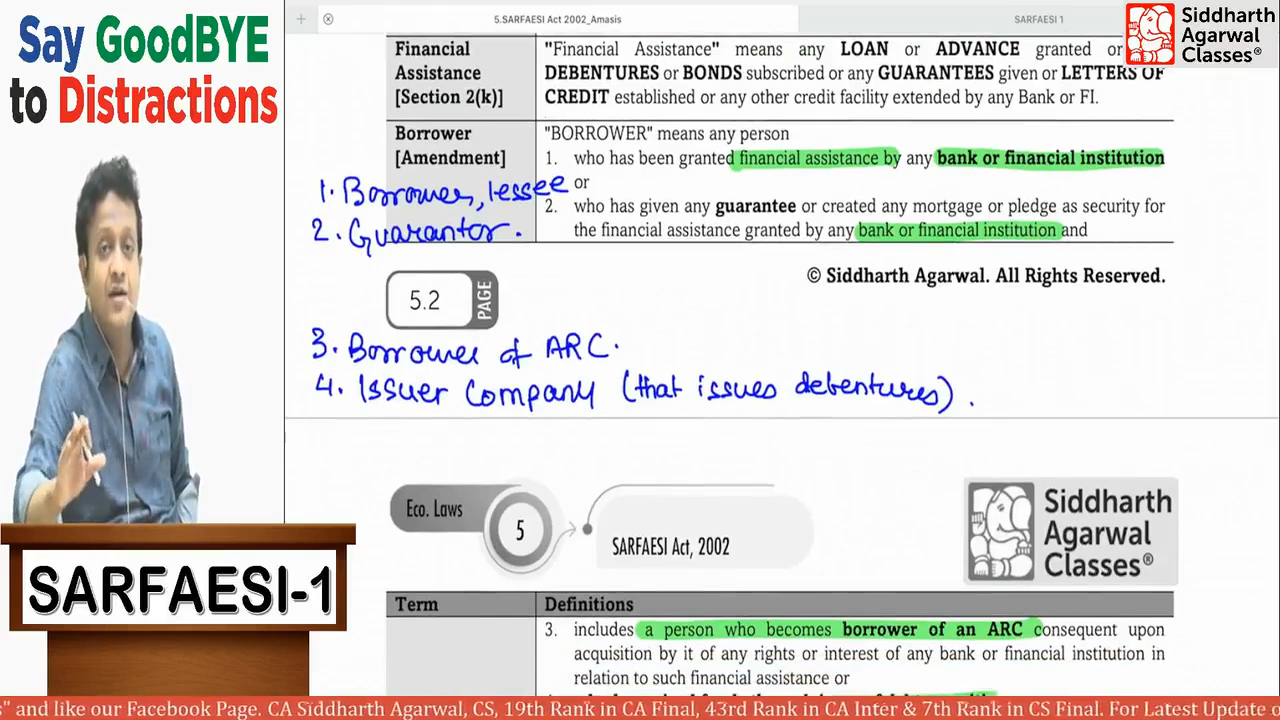 Say GoodBYE
to Distractions
5.SARFAESI Act 2002_Amasis
SARFAESI 1
Siddharth
Agarwal
Classes®
Financial
Assistance
[Section 2(k)]
"Financial Assistance" means any LOAN or ADVANCE granted or
DEBENTURES or BONDS subscribed or any GUARANTEES given or LETTERS OF
CREDIT established or any other credit facility extended by any Bank or FI.
Borrower
[Amendment]
"BORROWER" means any person
1. who has been granted financial assistance by any bank or financial institution
or
2. who has given any guarantee or created any mortgage or pledge as security for
the financial assistance granted by any bank or financial institution and
1. Borrower, lessee
2. Guarantor.
© Siddharth Agarwal. All Rights Reserved.
5.2
PAGE
3. Borrower of ARC.
4. Issuer Company (that issues debentures).
Eco. Laws
5
SARFAESI Act, 2002
Siddharth
Agarwal
Classes®
Term
Definitions
3. includes a person who becomes borrower of an ARC consequent upon
acquisition by it of any rights or interest of any bank or financial institution in
relation to such financial assistance or
SARFAESI-1
s" and like our Facebook Page. CA Siddharth Agarwal, CS, 19th Rank in CA Final, 43rd Rank in CA Inter & 7th Rank in CS Final. For Latest Update o